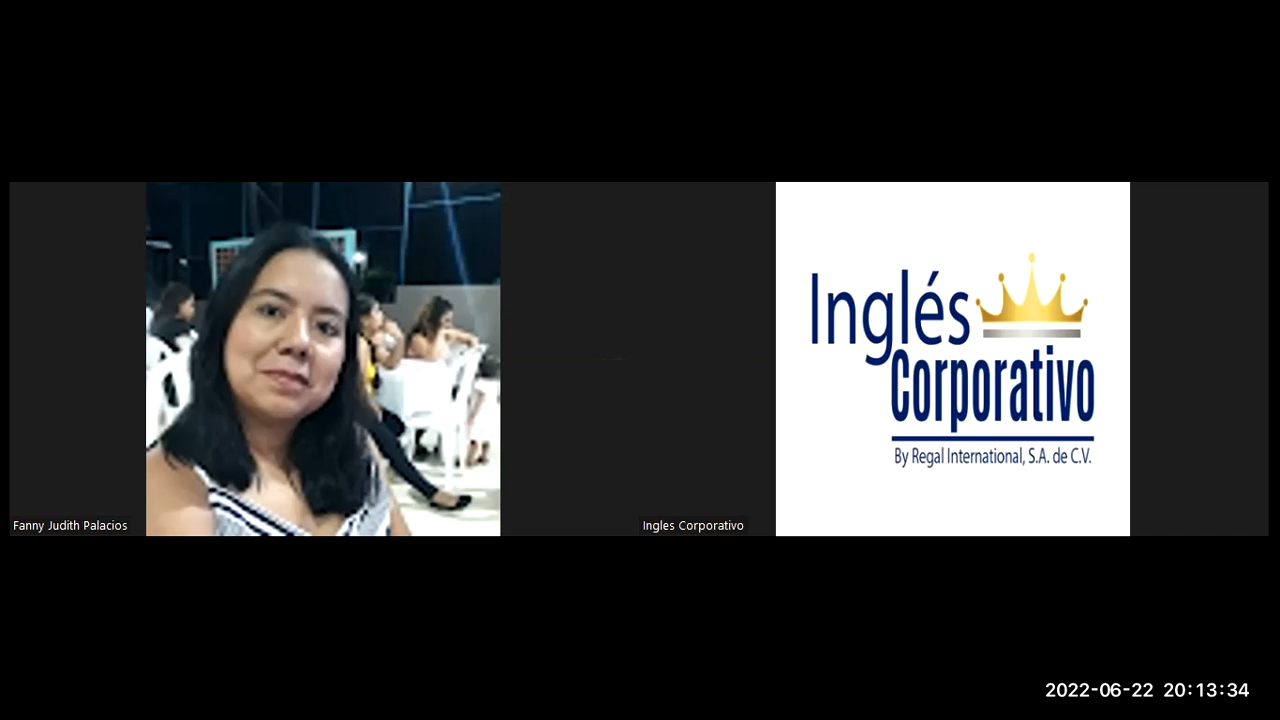 Inglés
Corporativo
By Regal International, S.A. de C.V.
Fanny Judith Palacios
Ingles Corporativo
2022-06-22 20:13:34